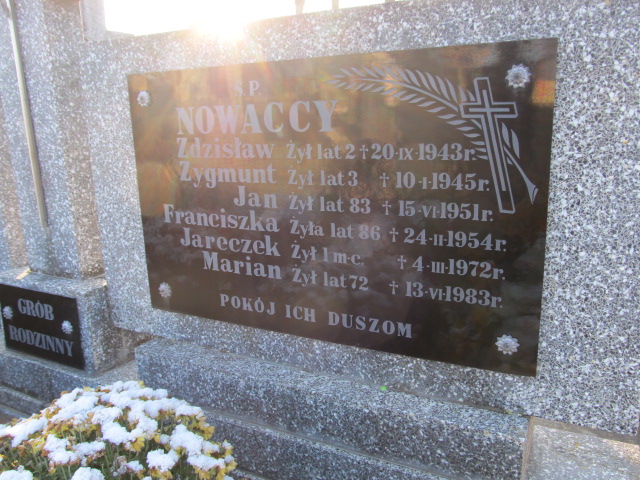 Ś.P.
NOWACCY
Zdzisław Żył lat 2 †20-IX-1943r.
Zygmunt Żył lat 3 †10-I-1945r.
Jan Żył lat 83 †15-VI-1951r.
Franciszka Żyła lat 86 †24-II-1954r.
Jareczek Żył 1 m-c. †4-III-1972r.
Marian Żył lat 72 †13-VI-1983r.
POKÓJ ICH DUSZOM
GRÓB
RODZINNY